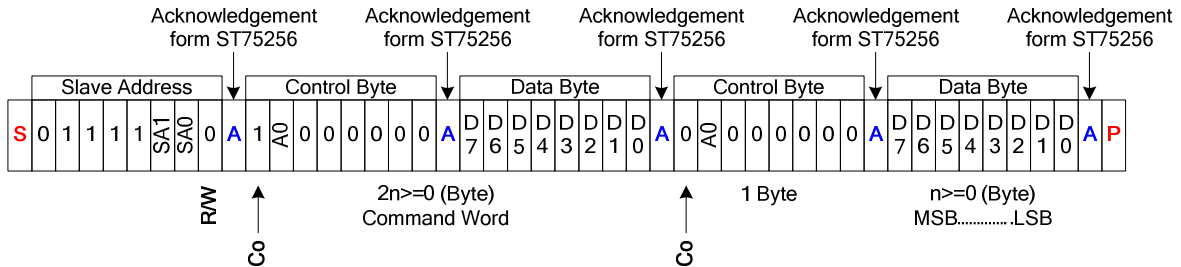 Acknowledgement form ST75256
Acknowledgement form ST75256
Acknowledgement form ST75256
Acknowledgement form ST75256
Acknowledgement form ST75256
Slave Address
Control Byte
Data Byte
Control Byte
Data Byte
S 0 1 1 1 1 SA1 SA0 0 A 1 A0 0 0 0 0 0 0 A D7 D6 D5 D4 D3 D2 D1 D0 A 0 A0 0 0 0 0 0 0 A D7 D6 D5 D4 D3 D2 D1 D0 A P
R/W
Co
2n>=0 (Byte)
Command Word
Co
1 Byte
n>=0 (Byte)
MSB..............LSB